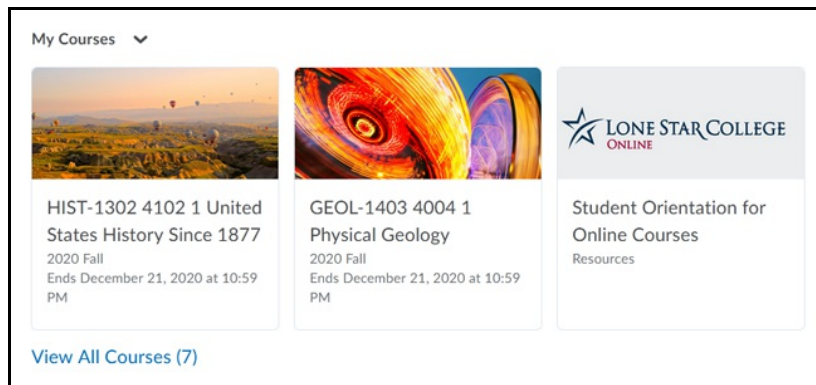 My Courses
LONE STAR COLLEGE
ONLINE
HIST-1302 4102 1 United
States History Since 1877
2020 Fall
Ends December 21, 2020 at 10:59
PM
GEOL-1403 4004 1
Physical Geology
2020 Fall
Ends December 21, 2020 at 10:59
PM
Student Orientation for
Online Courses
Resources
View All Courses (7)